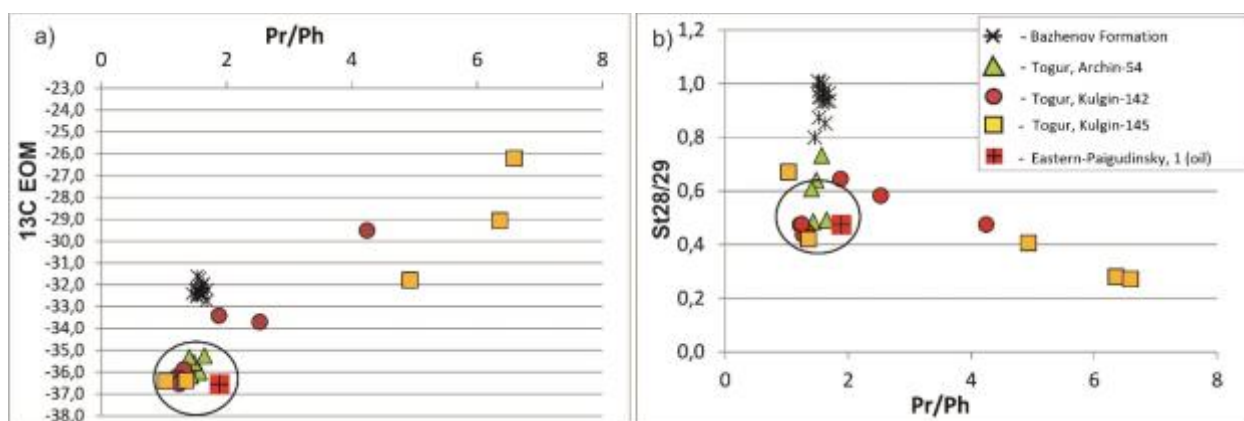 a)
Pr/Ph
0 2 4 6 8
13C EOM
-23,0
-24,0
-25,0
-26,0
-27,0
-28,0
-29,0
-30,0
-31,0
-32,0
-33,0
-34,0
-35,0
-36,0
-37,0
-38,0
b)
St28/29
1,2
1,0
0,8
0,6
0,4
0,2
0,0
0 2 4 6 8
Pr/Ph
– Bazhenov Formation
– Togur, Archin-54
– Togur, Kulgin-142
– Togur, Kulgin-145
– Eastern-Paigudinsky, 1 (oil)